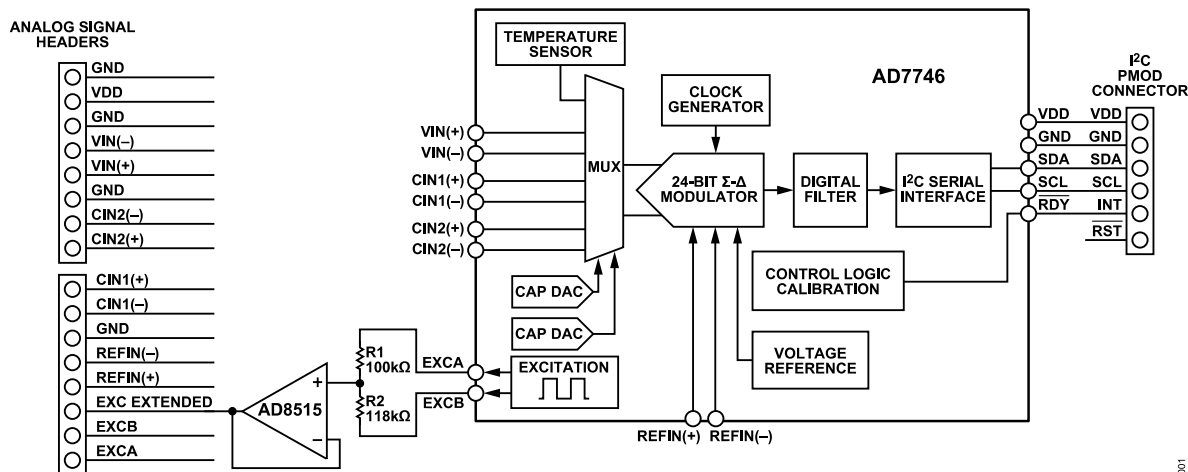 ANALOG SIGNAL
HEADERS
GND
VDD
GND
VIN(–)
VIN(+)
GND
CIN2(–)
CIN2(+)
CIN1(+)
CIN1(–)
GND
REFIN(–)
REFIN(+)
EXC EXTENDED
EXCB
EXCA
AD8515
+
–
R1
100kΩ
R2
118kΩ
EXCA
EXCB
VIN(+)
VIN(–)
CIN1(+)
CIN1(–)
CIN2(+)
CIN2(–)
TEMPERATURE
SENSOR
MUX
CAP DAC
CAP DAC
EXCITATION
CLOCK
GENERATOR
24-BIT Σ-Δ
MODULATOR
DIGITAL
FILTER
I²C SERIAL
INTERFACE
CONTROL LOGIC
CALIBRATION
VOLTAGE
REFERENCE
REFIN(+) REFIN(–)
AD7746
I²C
PMOD
CONNECTOR
VDD VDD
GND GND
SDA SDA
SCL SCL
RDY INT
RST
001